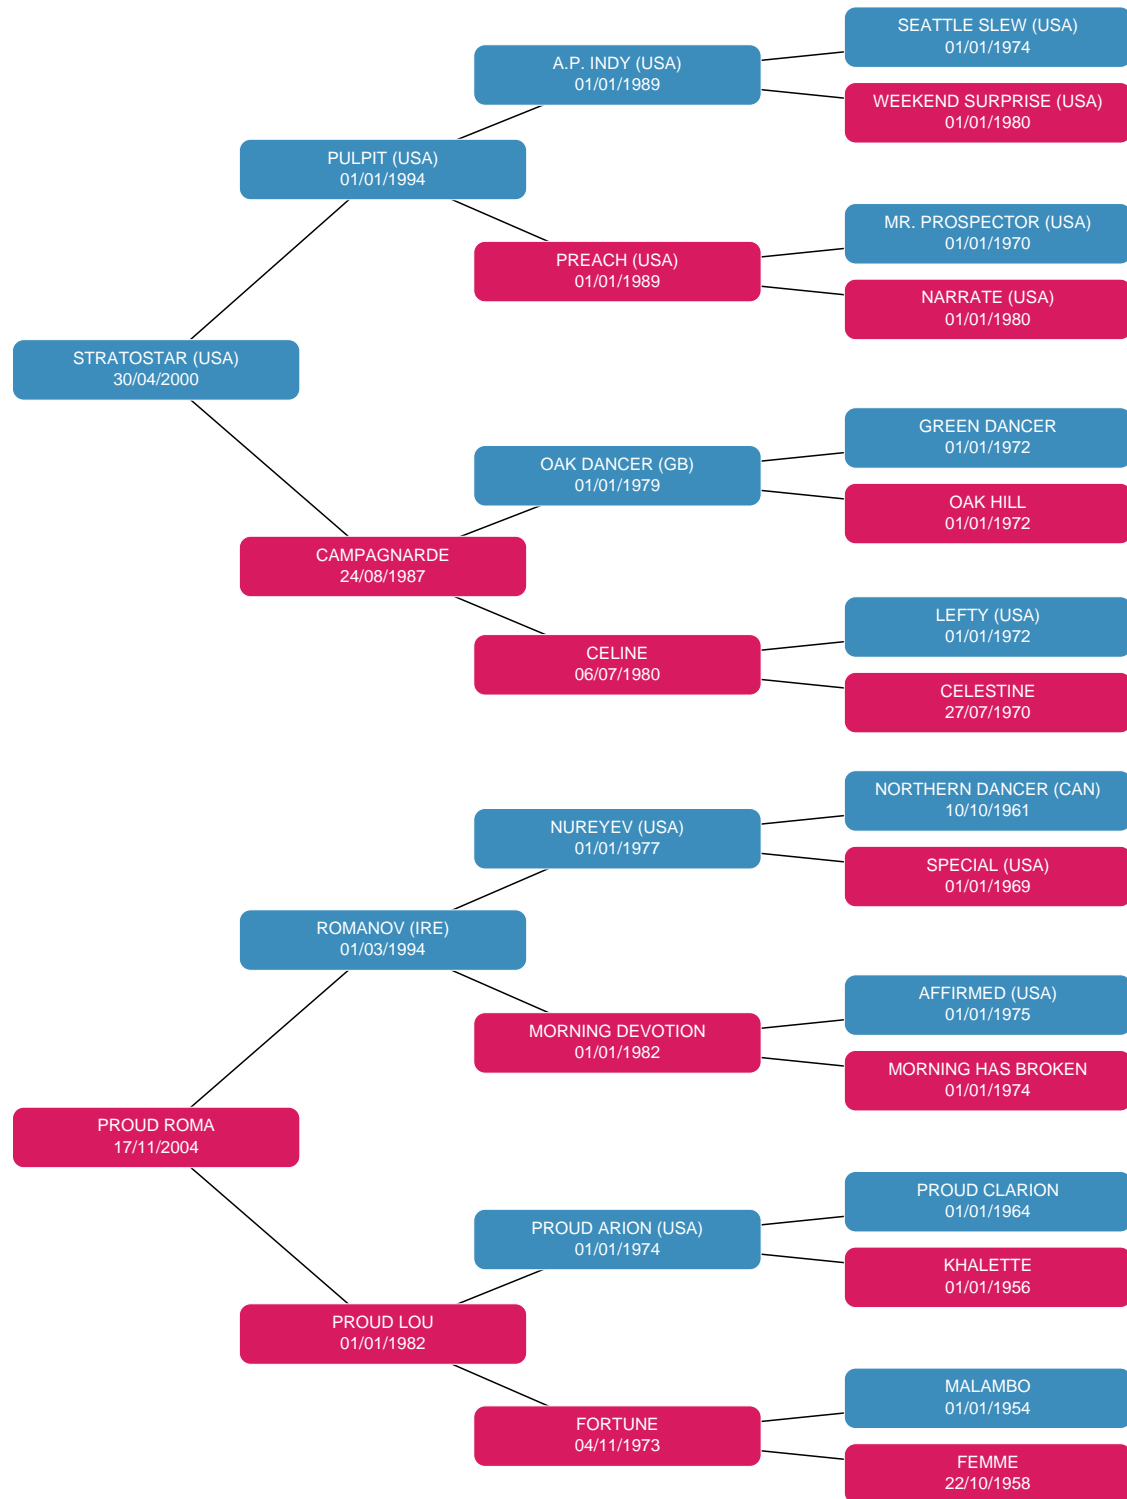 SEATTLE SLEW (USA)
01/01/1974
A.P. INDY (USA)
01/01/1989
WEEKEND SURPRISE (USA)
01/01/1980
PULPIT (USA)
01/01/1994
MR. PROSPECTOR (USA)
01/01/1970
PREACH (USA)
01/01/1989
NARRATE (USA)
01/01/1980
STRATOSTAR (USA)
30/04/2000
GREEN DANCER
01/01/1972
OAK DANCER (GB)
01/01/1979
OAK HILL
01/01/1972
CAMPAGNARDE
24/08/1987
LEFTY (USA)
01/01/1972
CELINE
06/07/1980
CELESTINE
27/07/1970
NORTHERN DANCER (CAN)
10/10/1961
NUREYEV (USA)
01/01/1977
SPECIAL (USA)
01/01/1969
ROMANOV (IRE)
01/03/1994
AFFIRMED (USA)
01/01/1975
MORNING DEVOTION
01/01/1982
MORNING HAS BROKEN
01/01/1974
PROUD ROMA
17/11/2004
PROUD CLARION
01/01/1964
PROUD ARION (USA)
01/01/1974
KHALETTE
01/01/1956
PROUD LOU
01/01/1982
MALAMBO
01/01/1954
FORTUNE
04/11/1973
FEMME
22/10/1958